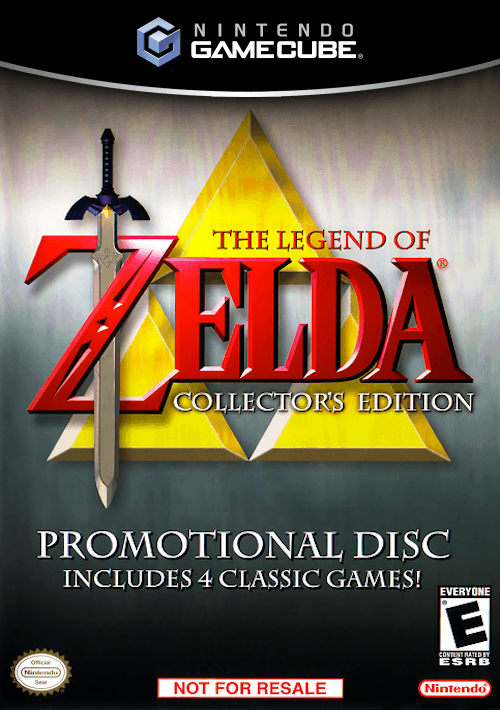 NINTENDO
GAMECUBE®
THE LEGEND OF
ZELDA®
COLLECTOR'S EDITION
PROMOTIONAL DISC
INCLUDES 4 CLASSIC GAMES!
EVERYONE
E
CONTENT RATED BY
ESRB
Official
Nintendo
Seal
NOT FOR RESALE
Nintendo